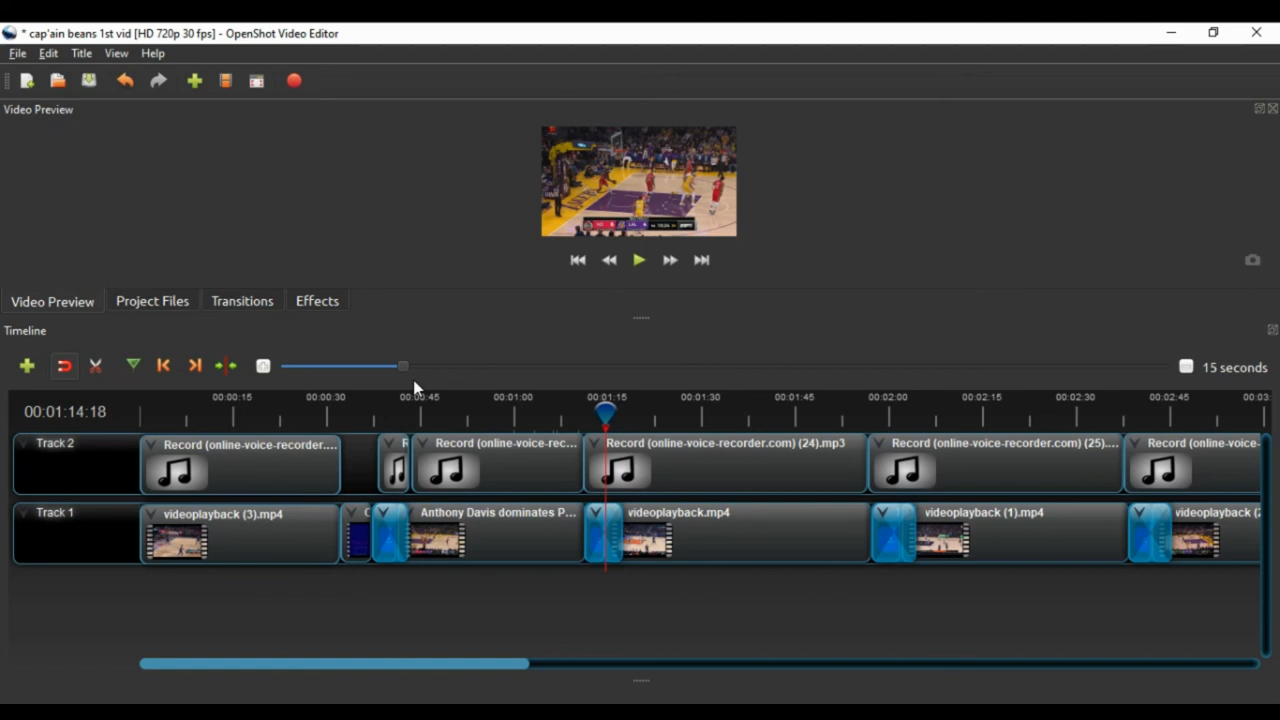 * cap'ain beans 1st vid [HD 720p 30 fps] - OpenShot Video Editor
File Edit Title View Help
Video Preview
Video Preview Project Files Transitions Effects
Timeline
15 seconds
00:01:14:18
00:00:15 00:00:30 00:00:45 00:01:00 00:01:15 00:01:30 00:01:45 00:02:00 00:02:15 00:02:30 00:02:45 00:03:
Track 2
Record (online-voice-recorder.... R Record (online-voice-rec... Record (online-voice-recorder.com) (24).mp3 Record (online-voice-recorder.com) (25).... Record (online-voice-
Track 1
videoplayback (3).mp4 Anthony Davis dominates P... videoplayback.mp4 videoplayback (1).mp4 videoplayback (2